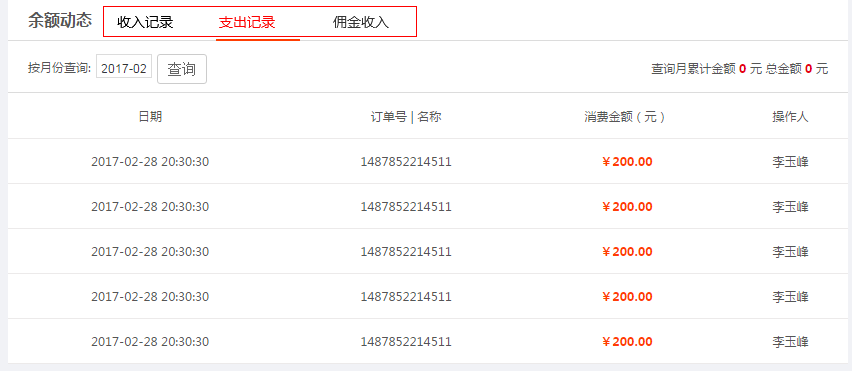 余额动态 收入记录 支出记录 佣金收入
按月份查询: 2017-02 查询 查询月累计金额 0 元 总金额 0 元
日期 订单号 | 名称 消费金额（元） 操作人
2017-02-28 20:30:30 1487852214511 ￥200.00 李玉峰
2017-02-28 20:30:30 1487852214511 ￥200.00 李玉峰
2017-02-28 20:30:30 1487852214511 ￥200.00 李玉峰
2017-02-28 20:30:30 1487852214511 ￥200.00 李玉峰
2017-02-28 20:30:30 1487852214511 ￥200.00 李玉峰